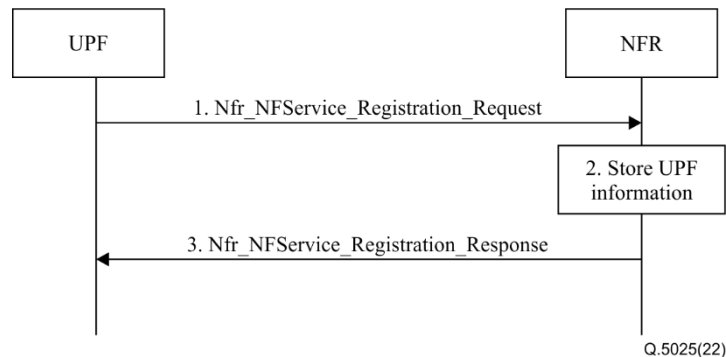 UPF
NFR
1. Nfr_NFService_Registration_Request
2. Store UPF
information
3. Nfr_NFService_Registration_Response
Q.5025(22)